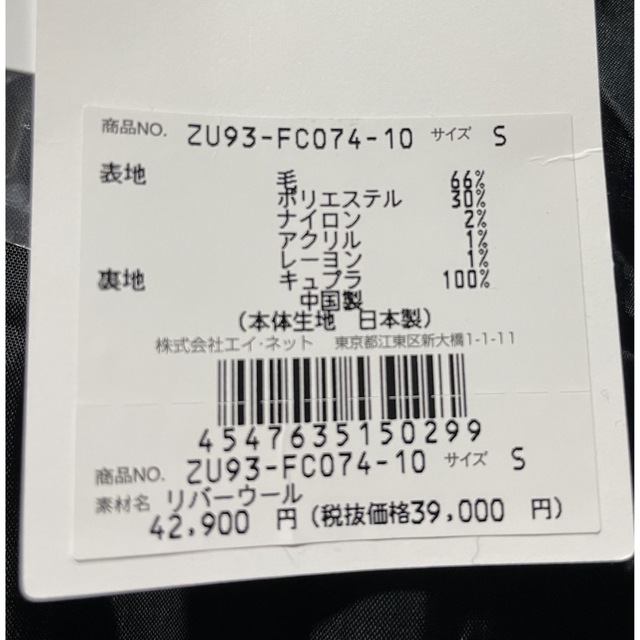 商品NO. ZU93-FC074-10 サイズ S
表地 毛 66%
ポリエステル 30%
ナイロン 2%
アクリル 1%
レーヨン 1%
裏地 キュプラ 100%
中国製
(本体生地 日本製)
株式会社エイ・ネット 東京都江東区新大橋1-1-11
4547635150299
商品NO. ZU93-FC074-10 サイズ S
素材名 リバーウール
42,900 円(税抜価格39,000 円)